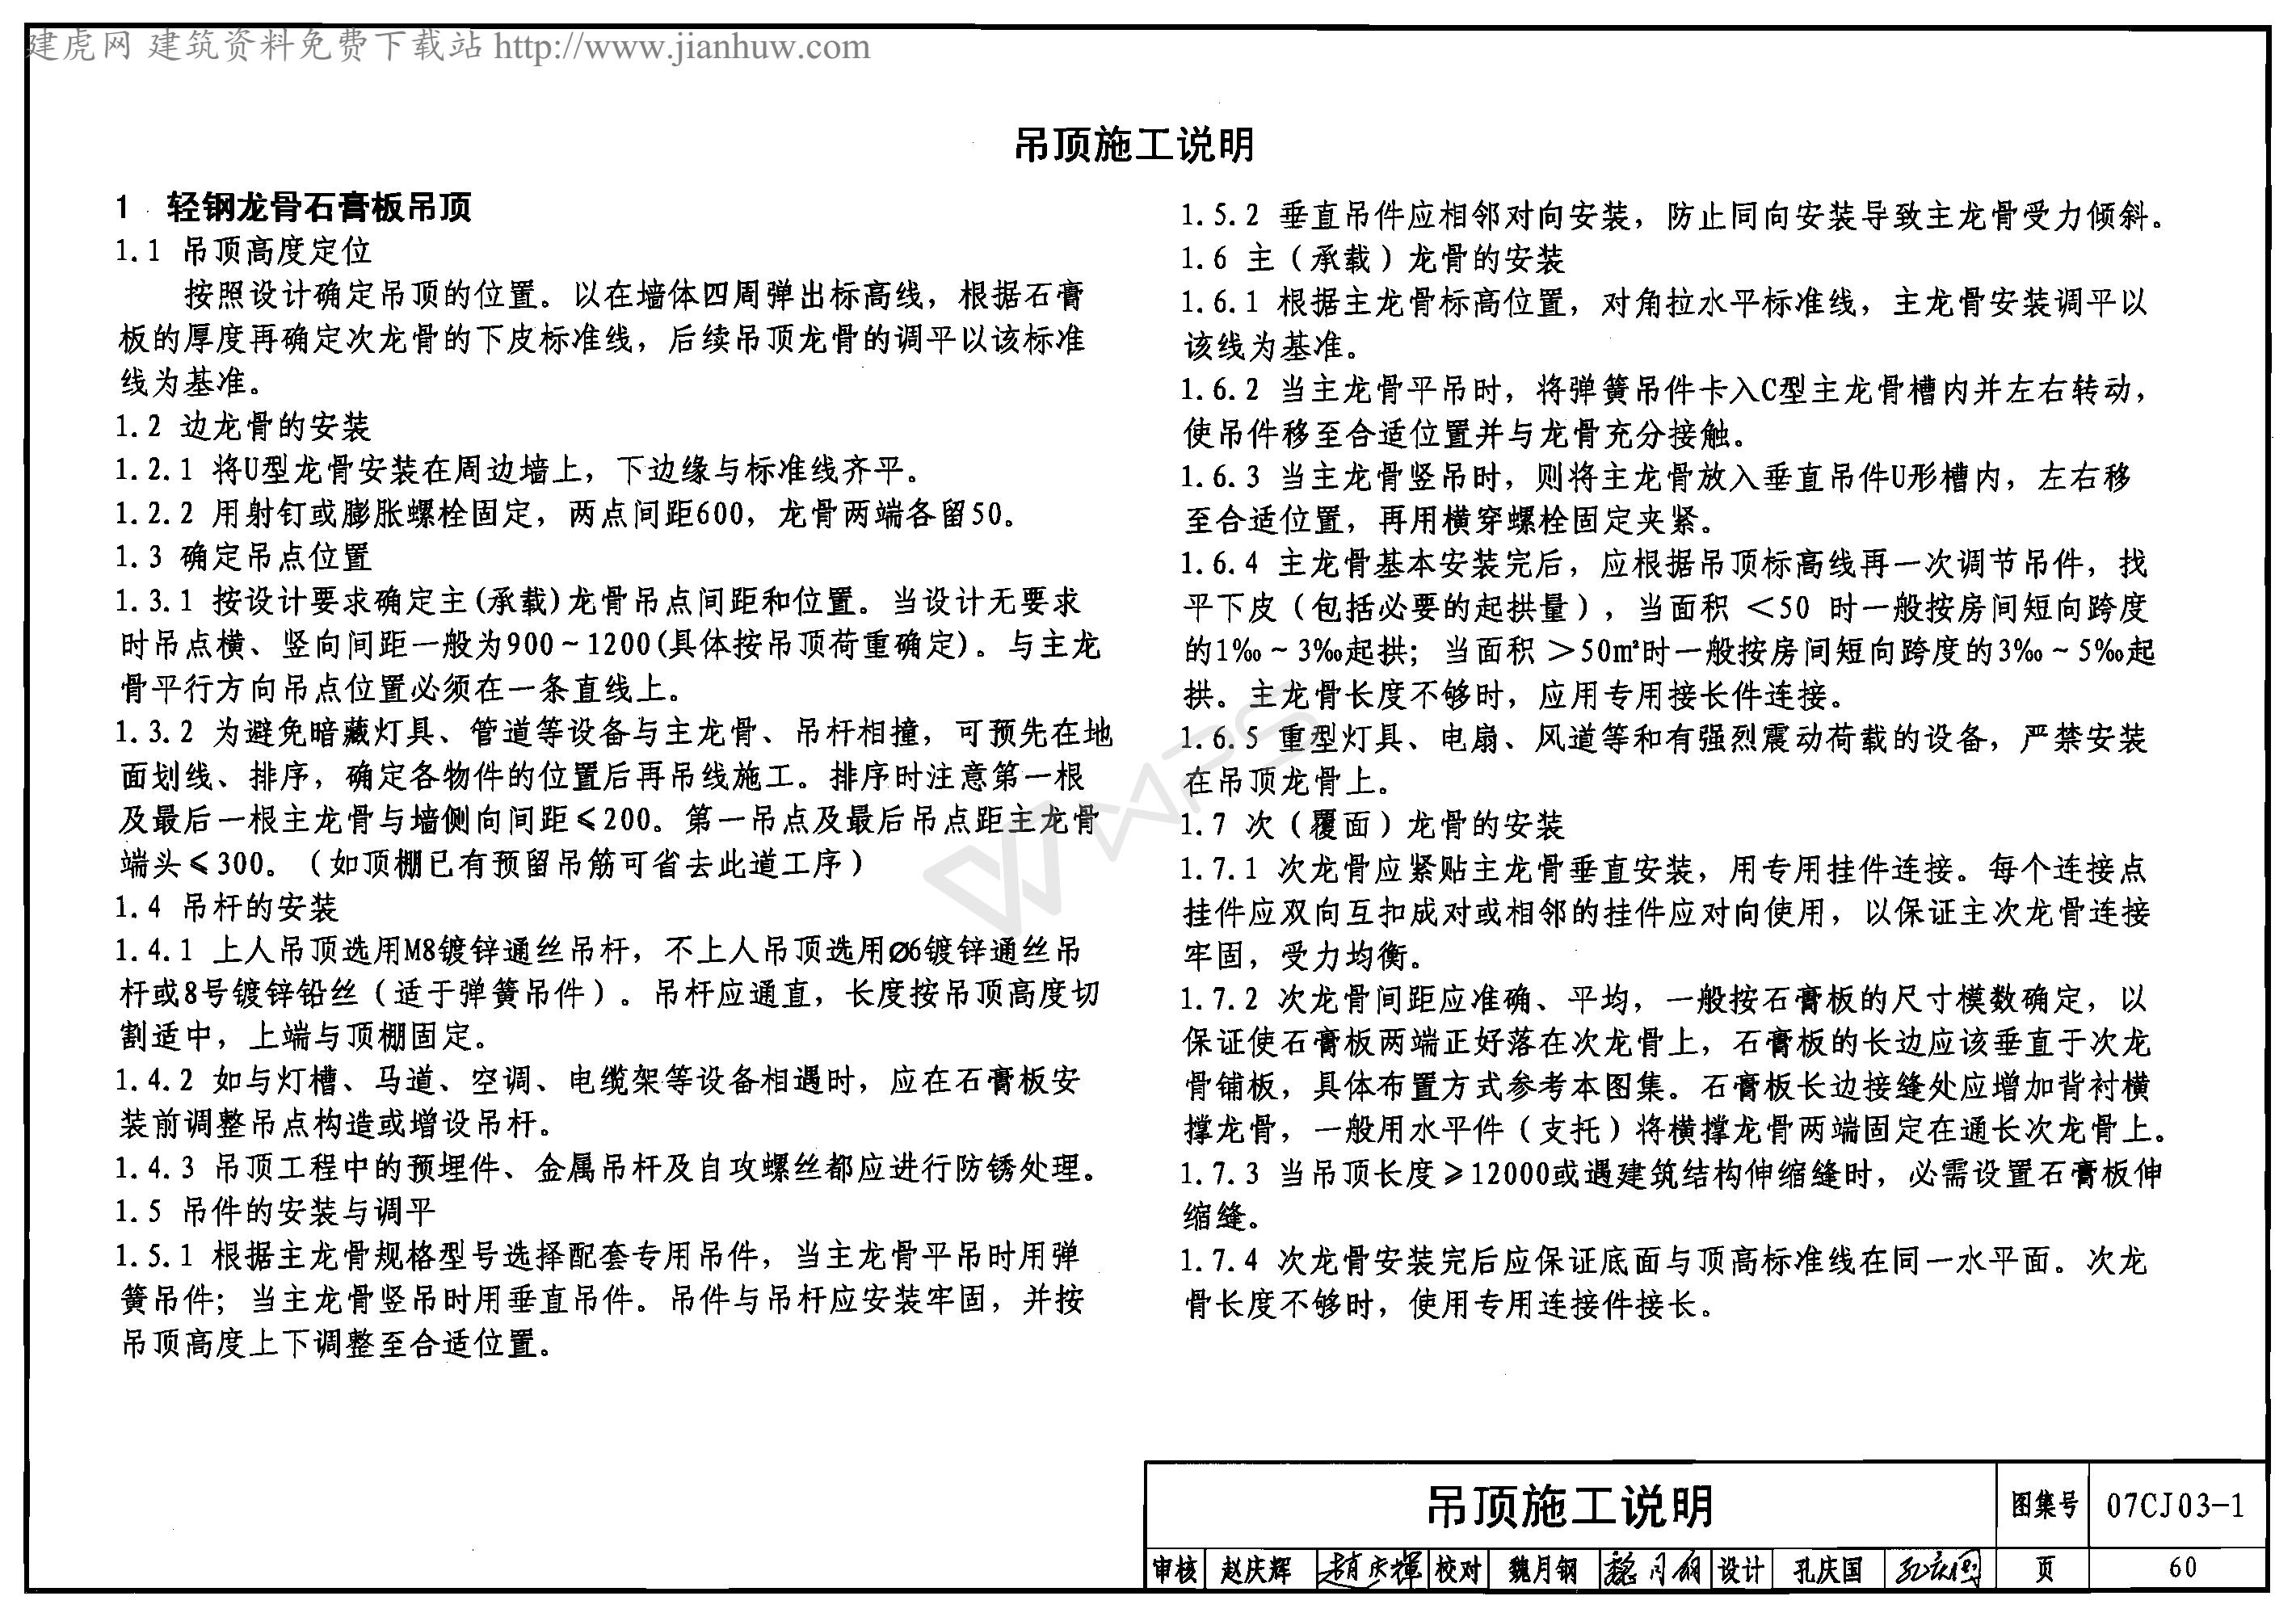 建虎网 建筑资料免费下载站 http://www.jianhuw.com
吊顶施工说明
1 轻钢龙骨石膏板吊顶
1.1 吊顶高度定位
按照设计确定吊顶的位置。以在墙体四周弹出标高线，根据石膏
板的厚度再确定次龙骨的下皮标准线，后续吊顶龙骨的调平以该标准
线为基准。
1.2 边龙骨的安装
1.2.1 将U型龙骨安装在周边墙上，下边缘与标准线齐平。
1.2.2 用射钉或膨胀螺栓固定，两点间距600，龙骨两端各留50。
1.3 确定吊点位置
1.3.1 按设计要求确定主(承载)龙骨吊点间距和位置。当设计无要求
时吊点横、竖向间距一般为900～1200(具体按吊顶荷重确定)。与主龙
骨平行方向吊点位置必须在一条直线上。
1.3.2 为避免暗藏灯具、管道等设备与主龙骨、吊杆相撞，可预先在地
面划线、排序，确定各物件的位置后再吊线施工。排序时注意第一根
及最后一根主龙骨与墙侧向间距≤200。第一吊点及最后吊点距主龙骨
端头≤300。（如顶棚已有预留吊筋可省去此道工序）
1.4 吊杆的安装
1.4.1 上人吊顶选用M8镀锌通丝吊杆，不上人吊顶选用Ø6镀锌通丝吊
杆或8号镀锌铅丝（适于弹簧吊件）。吊杆应通直，长度按吊顶高度切
割适中，上端与顶棚固定。
1.4.2 如与灯槽、马道、空调、电缆架等设备相遇时，应在石膏板安
装前调整吊点构造或增设吊杆。
1.4.3 吊顶工程中的预埋件、金属吊杆及自攻螺丝都应进行防锈处理。
1.5 吊件的安装与调平
1.5.1 根据主龙骨规格型号选择配套专用吊件，当主龙骨平吊时用弹
簧吊件；当主龙骨竖吊时用垂直吊件。吊件与吊杆应安装牢固，并按
吊顶高度上下调整至合适位置。
1.5.2 垂直吊件应相邻对向安装，防止同向安装导致主龙骨受力倾斜。
1.6 主（承载）龙骨的安装
1.6.1 根据主龙骨标高位置，对角拉水平标准线，主龙骨安装调平以
该线为基准。
1.6.2 当主龙骨平吊时，将弹簧吊件卡入C型主龙骨槽内并左右转动，
使吊件移至合适位置并与龙骨充分接触。
1.6.3 当主龙骨竖吊时，则将主龙骨放入垂直吊件U形槽内，左右移
至合适位置，再用横穿螺栓固定夹紧。
1.6.4 主龙骨基本安装完后，应根据吊顶标高线再一次调节吊件，找
平下皮（包括必要的起拱量），当面积 <50 时一般按房间短向跨度
的1‰～3‰起拱；当面积 >50m²时一般按房间短向跨度的3‰～5‰起
拱。主龙骨长度不够时，应用专用接长件连接。
1.6.5 重型灯具、电扇、风道等和有强烈震动荷载的设备，严禁安装
在吊顶龙骨上。
1.7 次（覆面）龙骨的安装
1.7.1 次龙骨应紧贴主龙骨垂直安装，用专用挂件连接。每个连接点
挂件应双向互扣成对或相邻的挂件应对向使用，以保证主次龙骨连接
牢固，受力均衡。
1.7.2 次龙骨间距应准确、平均，一般按石膏板的尺寸模数确定，以
保证使石膏板两端正好落在次龙骨上，石膏板的长边应该垂直于次龙
骨铺板，具体布置方式参考本图集。石膏板长边接缝处应增加背衬横
撑龙骨，一般用水平件（支托）将横撑龙骨两端固定在通长次龙骨上。
1.7.3 当吊顶长度≥12000或遇建筑结构伸缩缝时，必需设置石膏板伸
缩缝。
1.7.4 次龙骨安装完后应保证底面与顶高标准线在同一水平面。次龙
骨长度不够时，使用专用连接件接长。
WPS
吊顶施工说明 图集号 07CJ03-1
审核 赵庆辉 赵庆辉 校对 魏月钢 魏月钢 设计 孔庆国 孔庆国 页 60